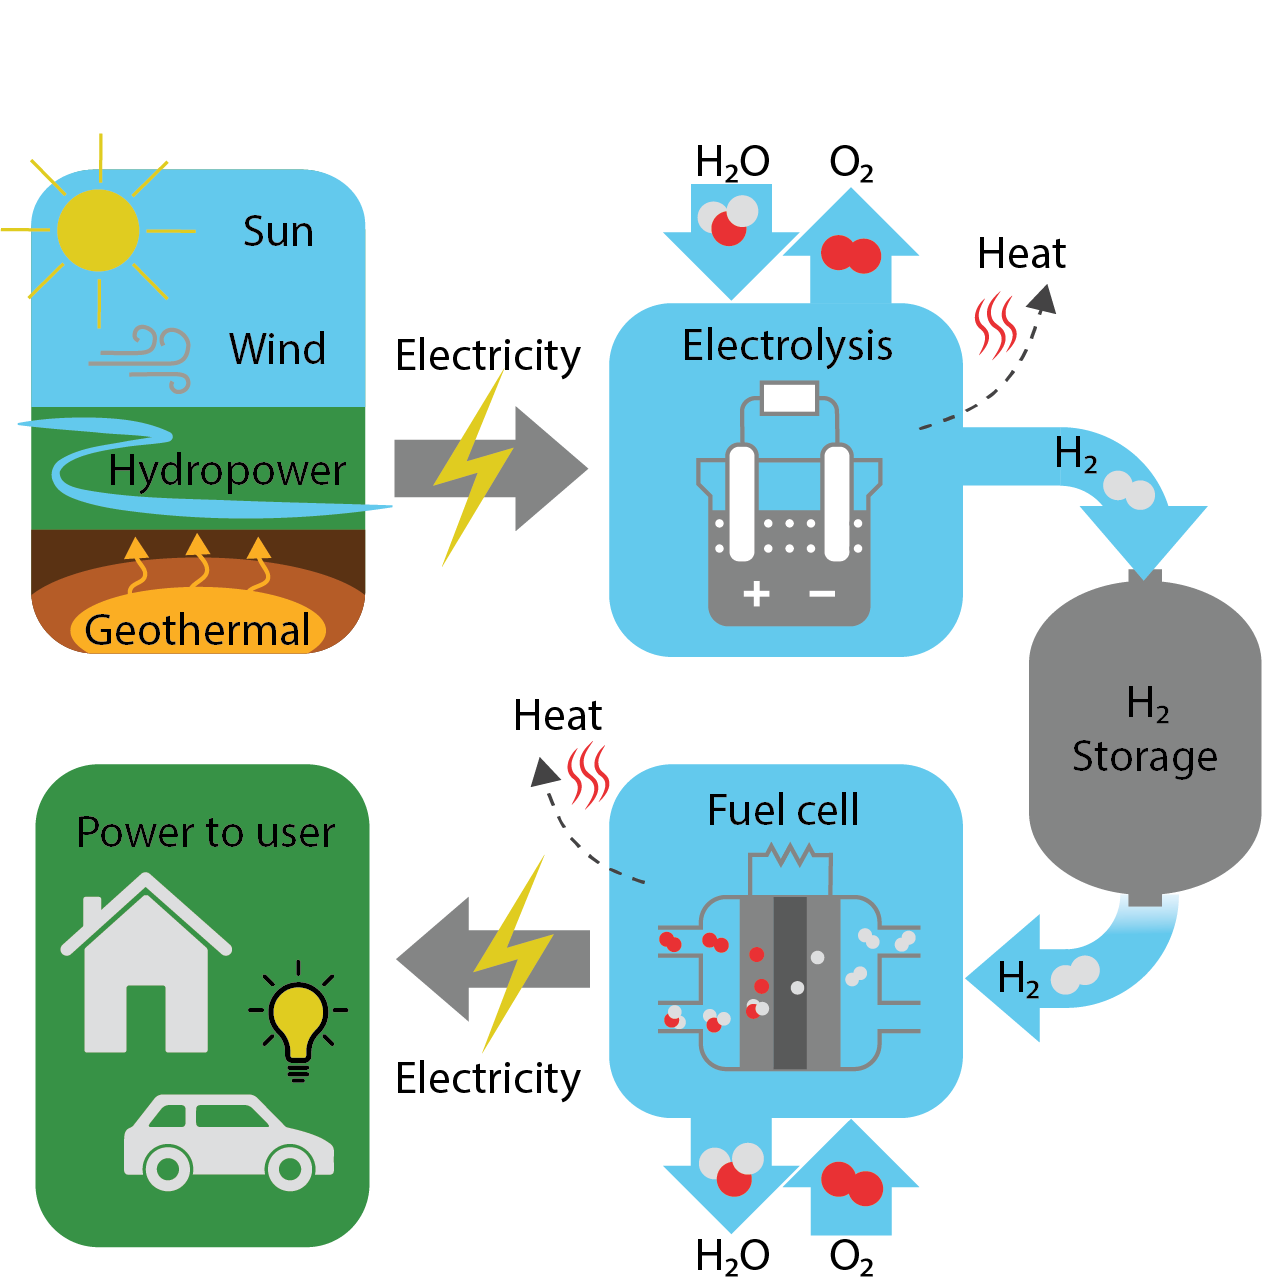 H₂O
O₂
Sun
Heat
Wind
Electricity
Electrolysis
H₂
Hydropower
+ −
Geothermal
H₂
Storage
Heat
Power to user
Fuel cell
H₂
Electricity
H₂O
O₂